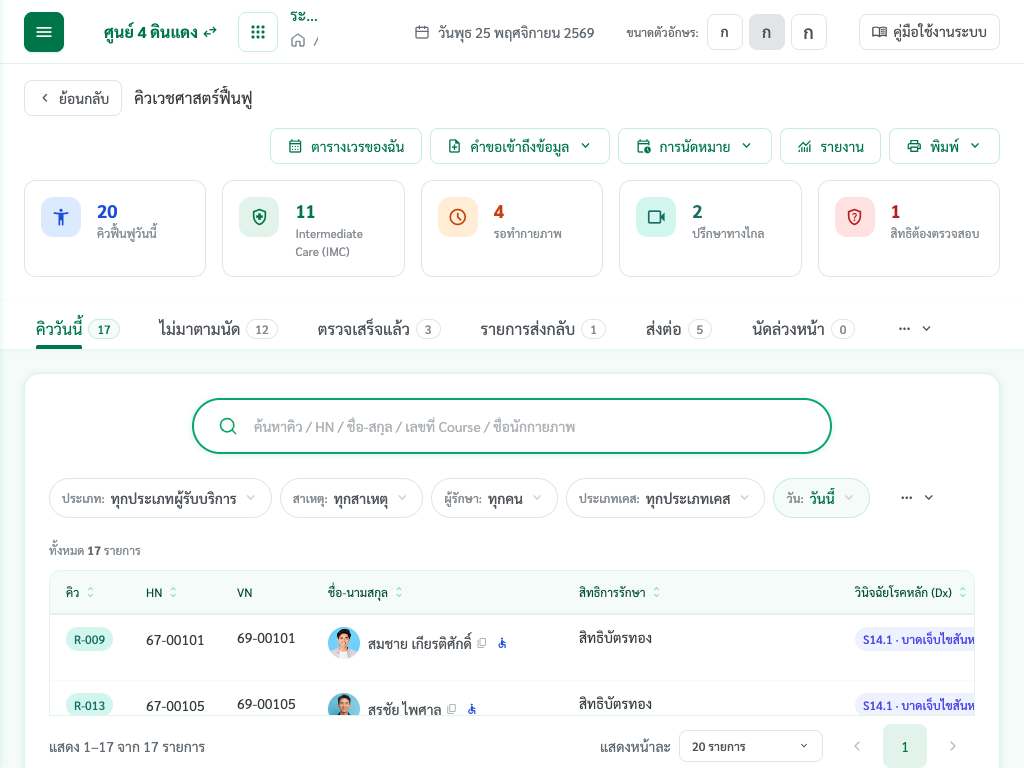 ศูนย์ 4 ดินแดง
ระ...
/
วันพุธ 25 พฤศจิกายน 2569
ขนาดตัวอักษร:
ก
ก
ก
คู่มือใช้งานระบบ
ย้อนกลับ
คิวเวชศาสตร์ฟื้นฟู
ตารางเวรของฉัน
คำขอเข้าถึงข้อมูล
การนัดหมาย
รายงาน
พิมพ์
20
คิวฟื้นฟูวันนี้
11
Intermediate
Care (IMC)
4
รอทำกายภาพ
2
ปรึกษาทางไกล
1
สิทธิต้องตรวจสอบ
คิววันนี้ 17
ไม่มาตามนัด 12
ตรวจเสร็จแล้ว 3
รายการส่งกลับ 1
ส่งต่อ 5
นัดล่วงหน้า 0
...
ค้นหาคิว / HN / ชื่อ-สกุล / เลขที่ Course / ชื่อนักกายภาพ
ประเภท: ทุกประเภทผู้รับบริการ
สาเหตุ: ทุกสาเหตุ
ผู้รักษา: ทุกคน
ประเภทเคส: ทุกประเภทเคส
วัน: วันนี้
...
ทั้งหมด 17 รายการ
คิว HN VN ชื่อ-นามสกุล สิทธิการรักษา วินิจฉัยโรคหลัก (Dx)
R-009 67-00101 69-00101 สมชาย เกียรติศักดิ์ สิทธิบัตรทอง S14.1 · บาดเจ็บไขสันห
R-013 67-00105 69-00105 สุรชัย ไพศาล สิทธิบัตรทอง S14.1 · บาดเจ็บไขสันห
แสดง 1–17 จาก 17 รายการ
แสดงหน้าละ
20 รายการ
1